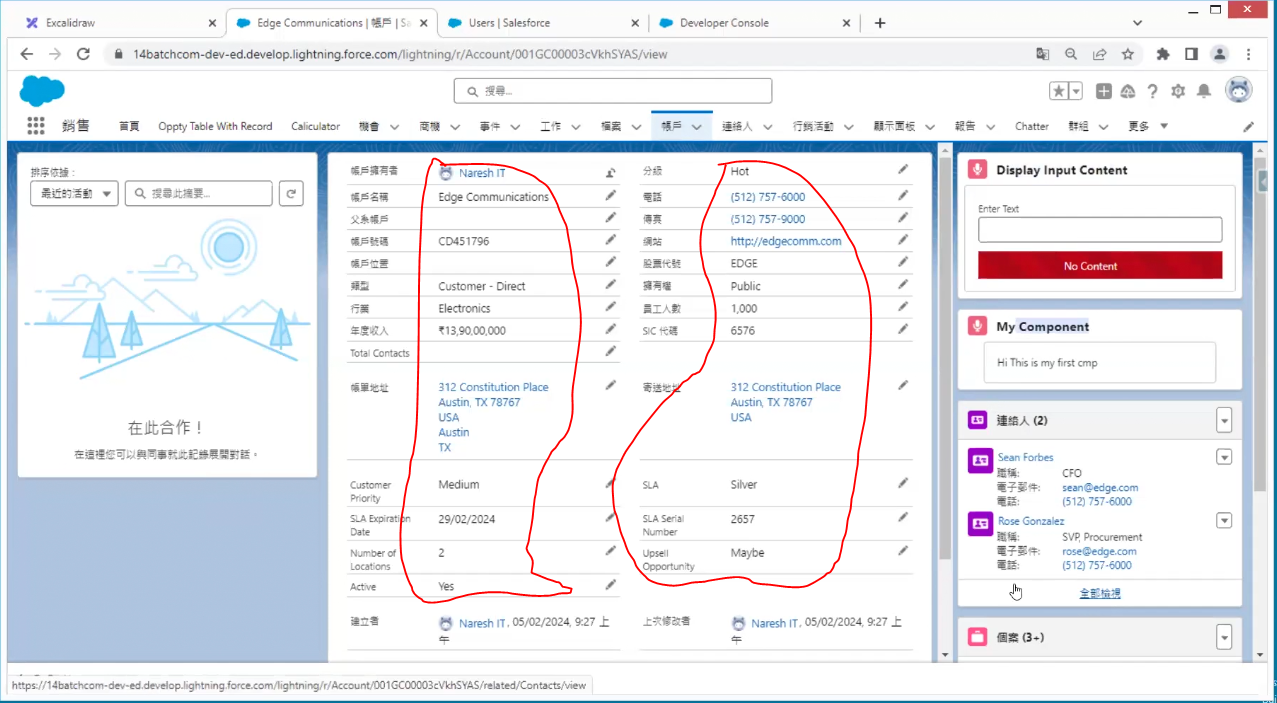 Excalidraw
Edge Communications | 帳戶 | Sa
Users | Salesforce
Developer Console
14batchcom-dev-ed.develop.lightning.force.com/lightning/r/Account/001GC00003cVkhSYAS/view
搜尋...
銷售
首頁
Oppty Table With Record
Caliculator
機會
商機
事件
工作
檔案
帳戶
連絡人
行銷活動
顯示面板
報告
Chatter
群組
更多
排序依據：
最近的活動
搜尋此摘要...
在此合作！
在這裡您可以與同事就此記錄展開對話。
帳戶擁有者 Naresh IT
分級 Hot
帳戶名稱 Edge Communications
電話 (512) 757-6000
父系帳戶
傳真 (512) 757-9000
帳戶號碼 CD451796
網站 http://edgecomm.com
帳戶位置
股票代號 EDGE
類型 Customer - Direct
擁有權 Public
行業 Electronics
員工人數 1,000
年度收入 ₹13,90,00,000
SIC 代碼 6576
Total Contacts
帳單地址 312 Constitution Place
Austin, TX 78767
USA
Austin
TX
寄送地址 312 Constitution Place
Austin, TX 78767
USA
Customer Priority Medium
SLA Silver
SLA Expiration Date 29/02/2024
SLA Serial Number 2657
Number of Locations 2
Upsell Opportunity Maybe
Active Yes
建立者 Naresh IT, 05/02/2024, 9:27 上午
上次修改者 Naresh IT, 05/02/2024, 9:27 上午
Display Input Content
Enter Text
No Content
My Component
Hi This is my first cmp
連絡人 (2)
Sean Forbes
職稱: CFO
電子郵件: sean@edge.com
電話: (512) 757-6000
Rose Gonzalez
職稱: SVP, Procurement
電子郵件: rose@edge.com
電話: (512) 757-6000
全部檢視
個案 (3+)
https://14batchcom-dev-ed.develop.lightning.force.com/lightning/r/Account/001GC00003cVkhSYAS/related/Contacts/view